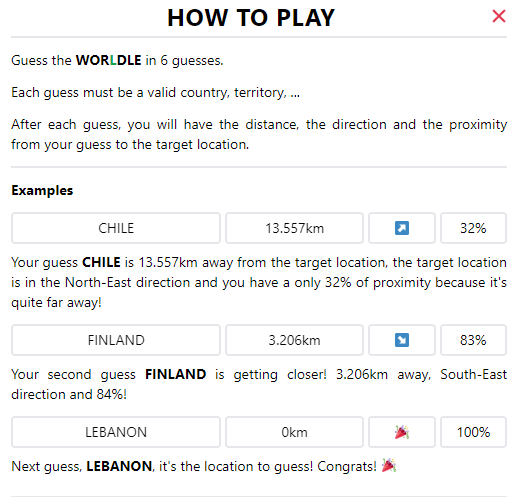 HOW TO PLAY
Guess the WORLDLE in 6 guesses.
Each guess must be a valid country, territory, ...
After each guess, you will have the distance, the direction and the proximity
from your guess to the target location.
Examples
CHILE 13.557km ↗ 32%
Your guess CHILE is 13.557km away from the target location, the target location
is in the North-East direction and you have a only 32% of proximity because it's
quite far away!
FINLAND 3.206km ↘ 83%
Your second guess FINLAND is getting closer! 3.206km away, South-East
direction and 84%!
LEBANON 0km 🎉 100%
Next guess, LEBANON, it's the location to guess! Congrats! 🎉